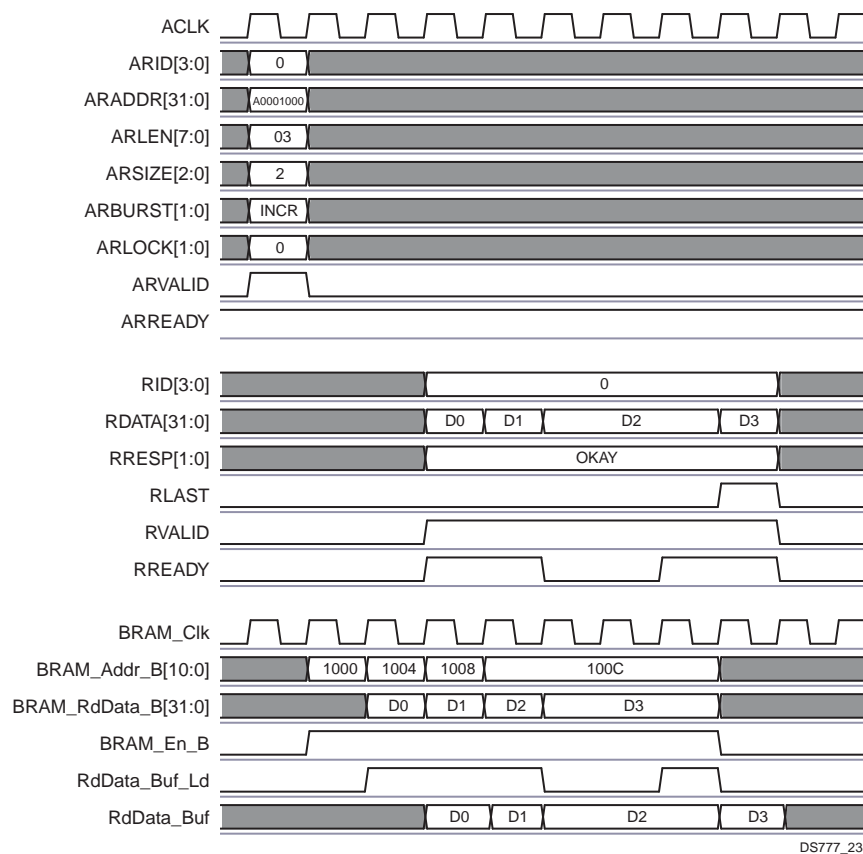 ACLK
ARID[3:0] 0
ARADDR[31:0] A0001000
ARLEN[7:0] 03
ARSIZE[2:0] 2
ARBURST[1:0] INCR
ARLOCK[1:0] 0
ARVALID
ARREADY
RID[3:0] 0
RDATA[31:0] D0 D1 D2 D3
RRESP[1:0] OKAY
RLAST
RVALID
RREADY
BRAM_Clk
BRAM_Addr_B[10:0] 1000 1004 1008 100C
BRAM_RdData_B[31:0] D0 D1 D2 D3
BRAM_En_B
RdData_Buf_Ld
RdData_Buf D0 D1 D2 D3
DS777_23